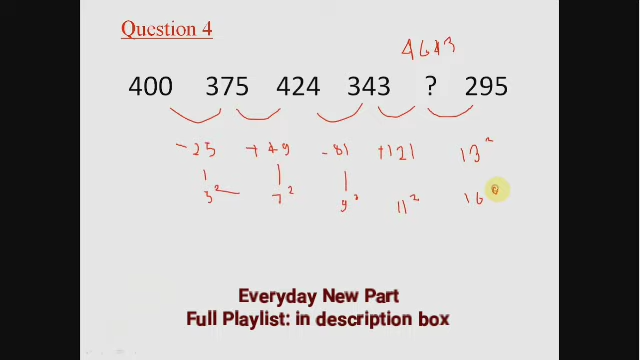 Question 4
4643
400 375 424 343 ? 295
-25 +49 -81 +121 13²
5² 7² 9² 11² 16
Everyday New Part
Full Playlist: in description box